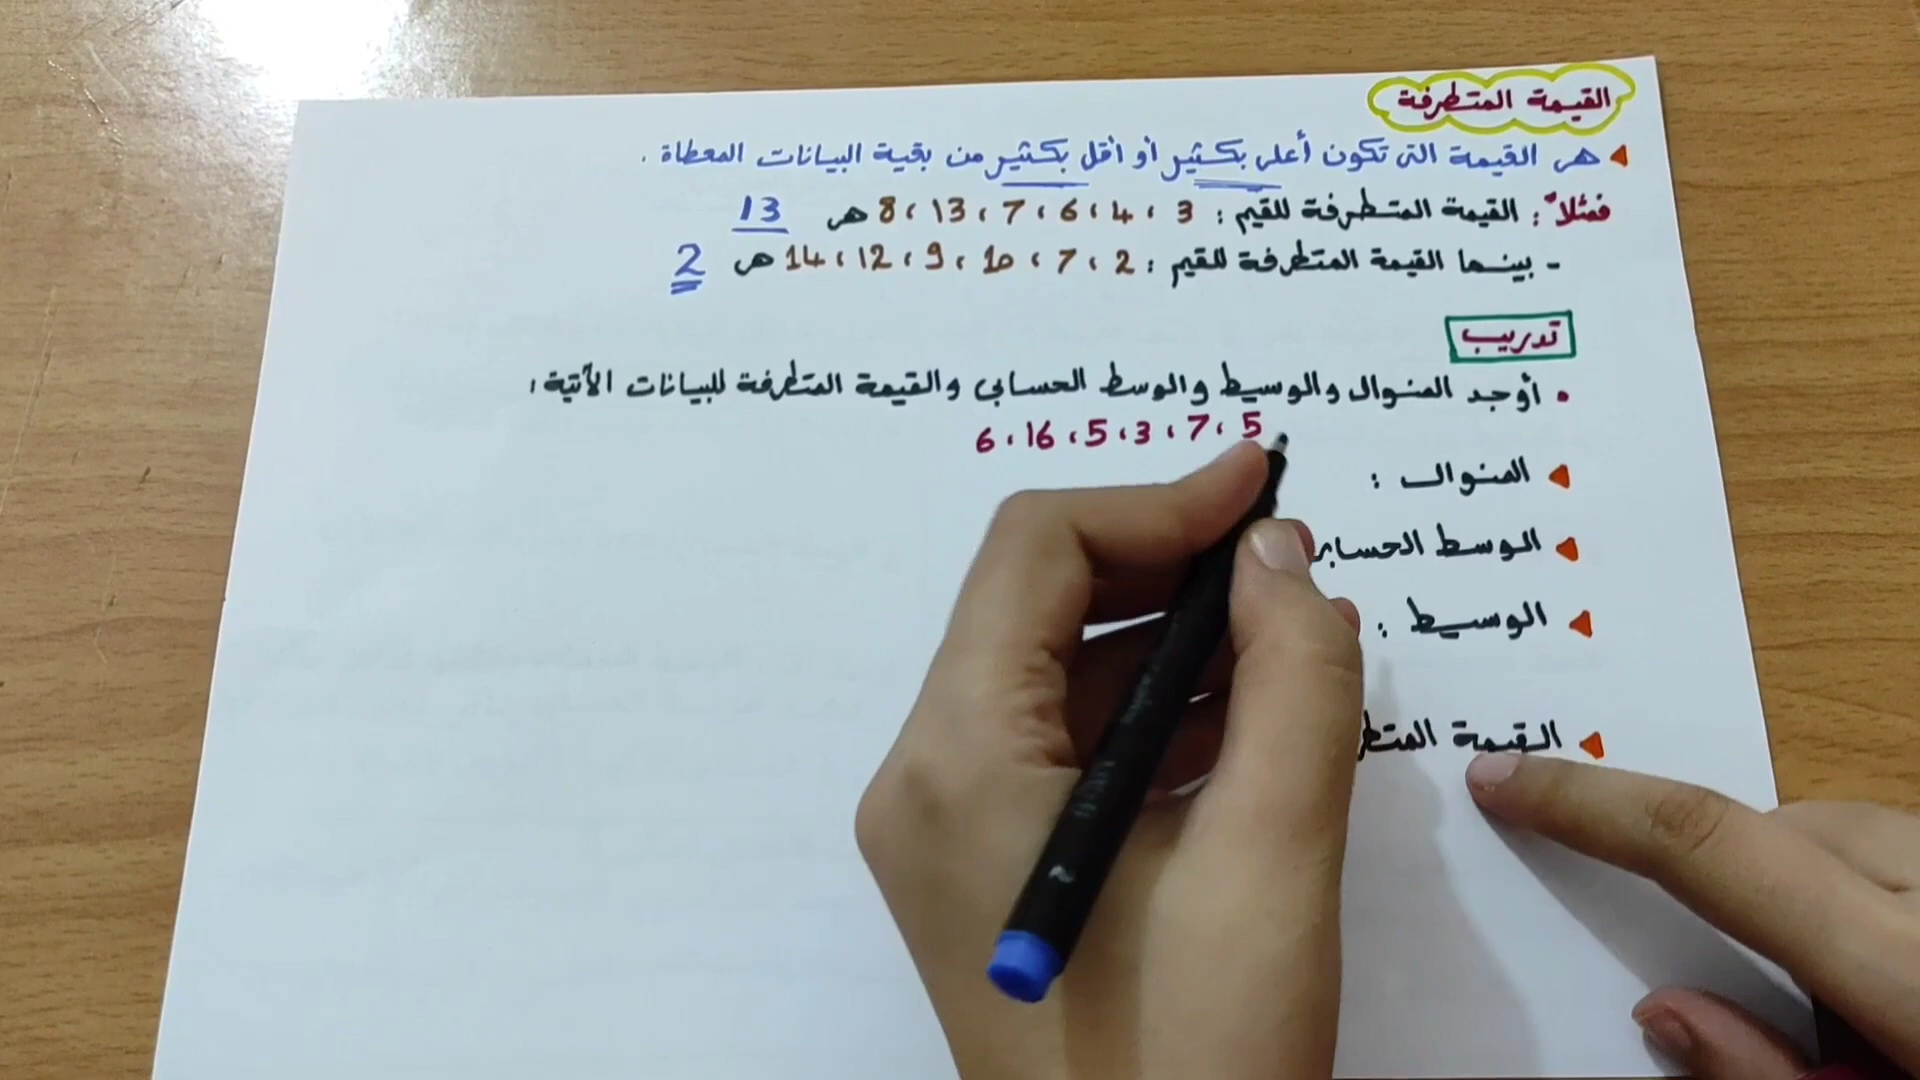 القيمة المتطرفة
هي القيمة التي تكون أعلى بكثير أو أقل بكثير من بقية البيانات المعطاة .
فمثلاً : القيمة المتطرفة للقيم : 3 ، 4 ، 6 ، 7 ، 13 ، 8 هي 13
- بينما القيمة المتطرفة للقيم : 2 ، 7 ، 10 ، 9 ، 12 ، 14 هي 2
تدريب
• أوجد المنوال والوسيط والوسط الحسابي والقيمة المتطرفة للبيانات الآتية :
5 ، 7 ، 3 ، 5 ، 16 ، 6
المنوال :
الوسط
الوسيط :
القيمة